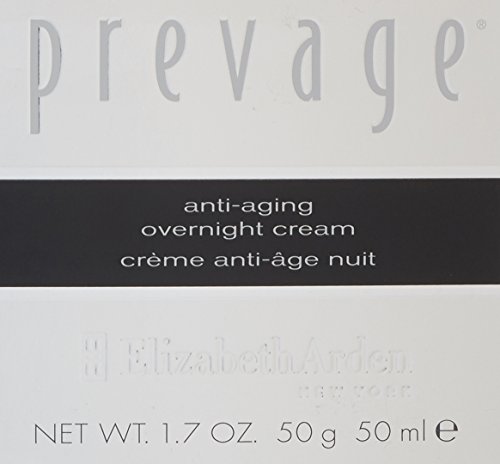 prevage®
anti-aging
overnight cream
crème anti-âge nuit
Elizabeth Arden
NEW YORK
NET WT. 1.7 OZ. 50 g 50 ml ℮